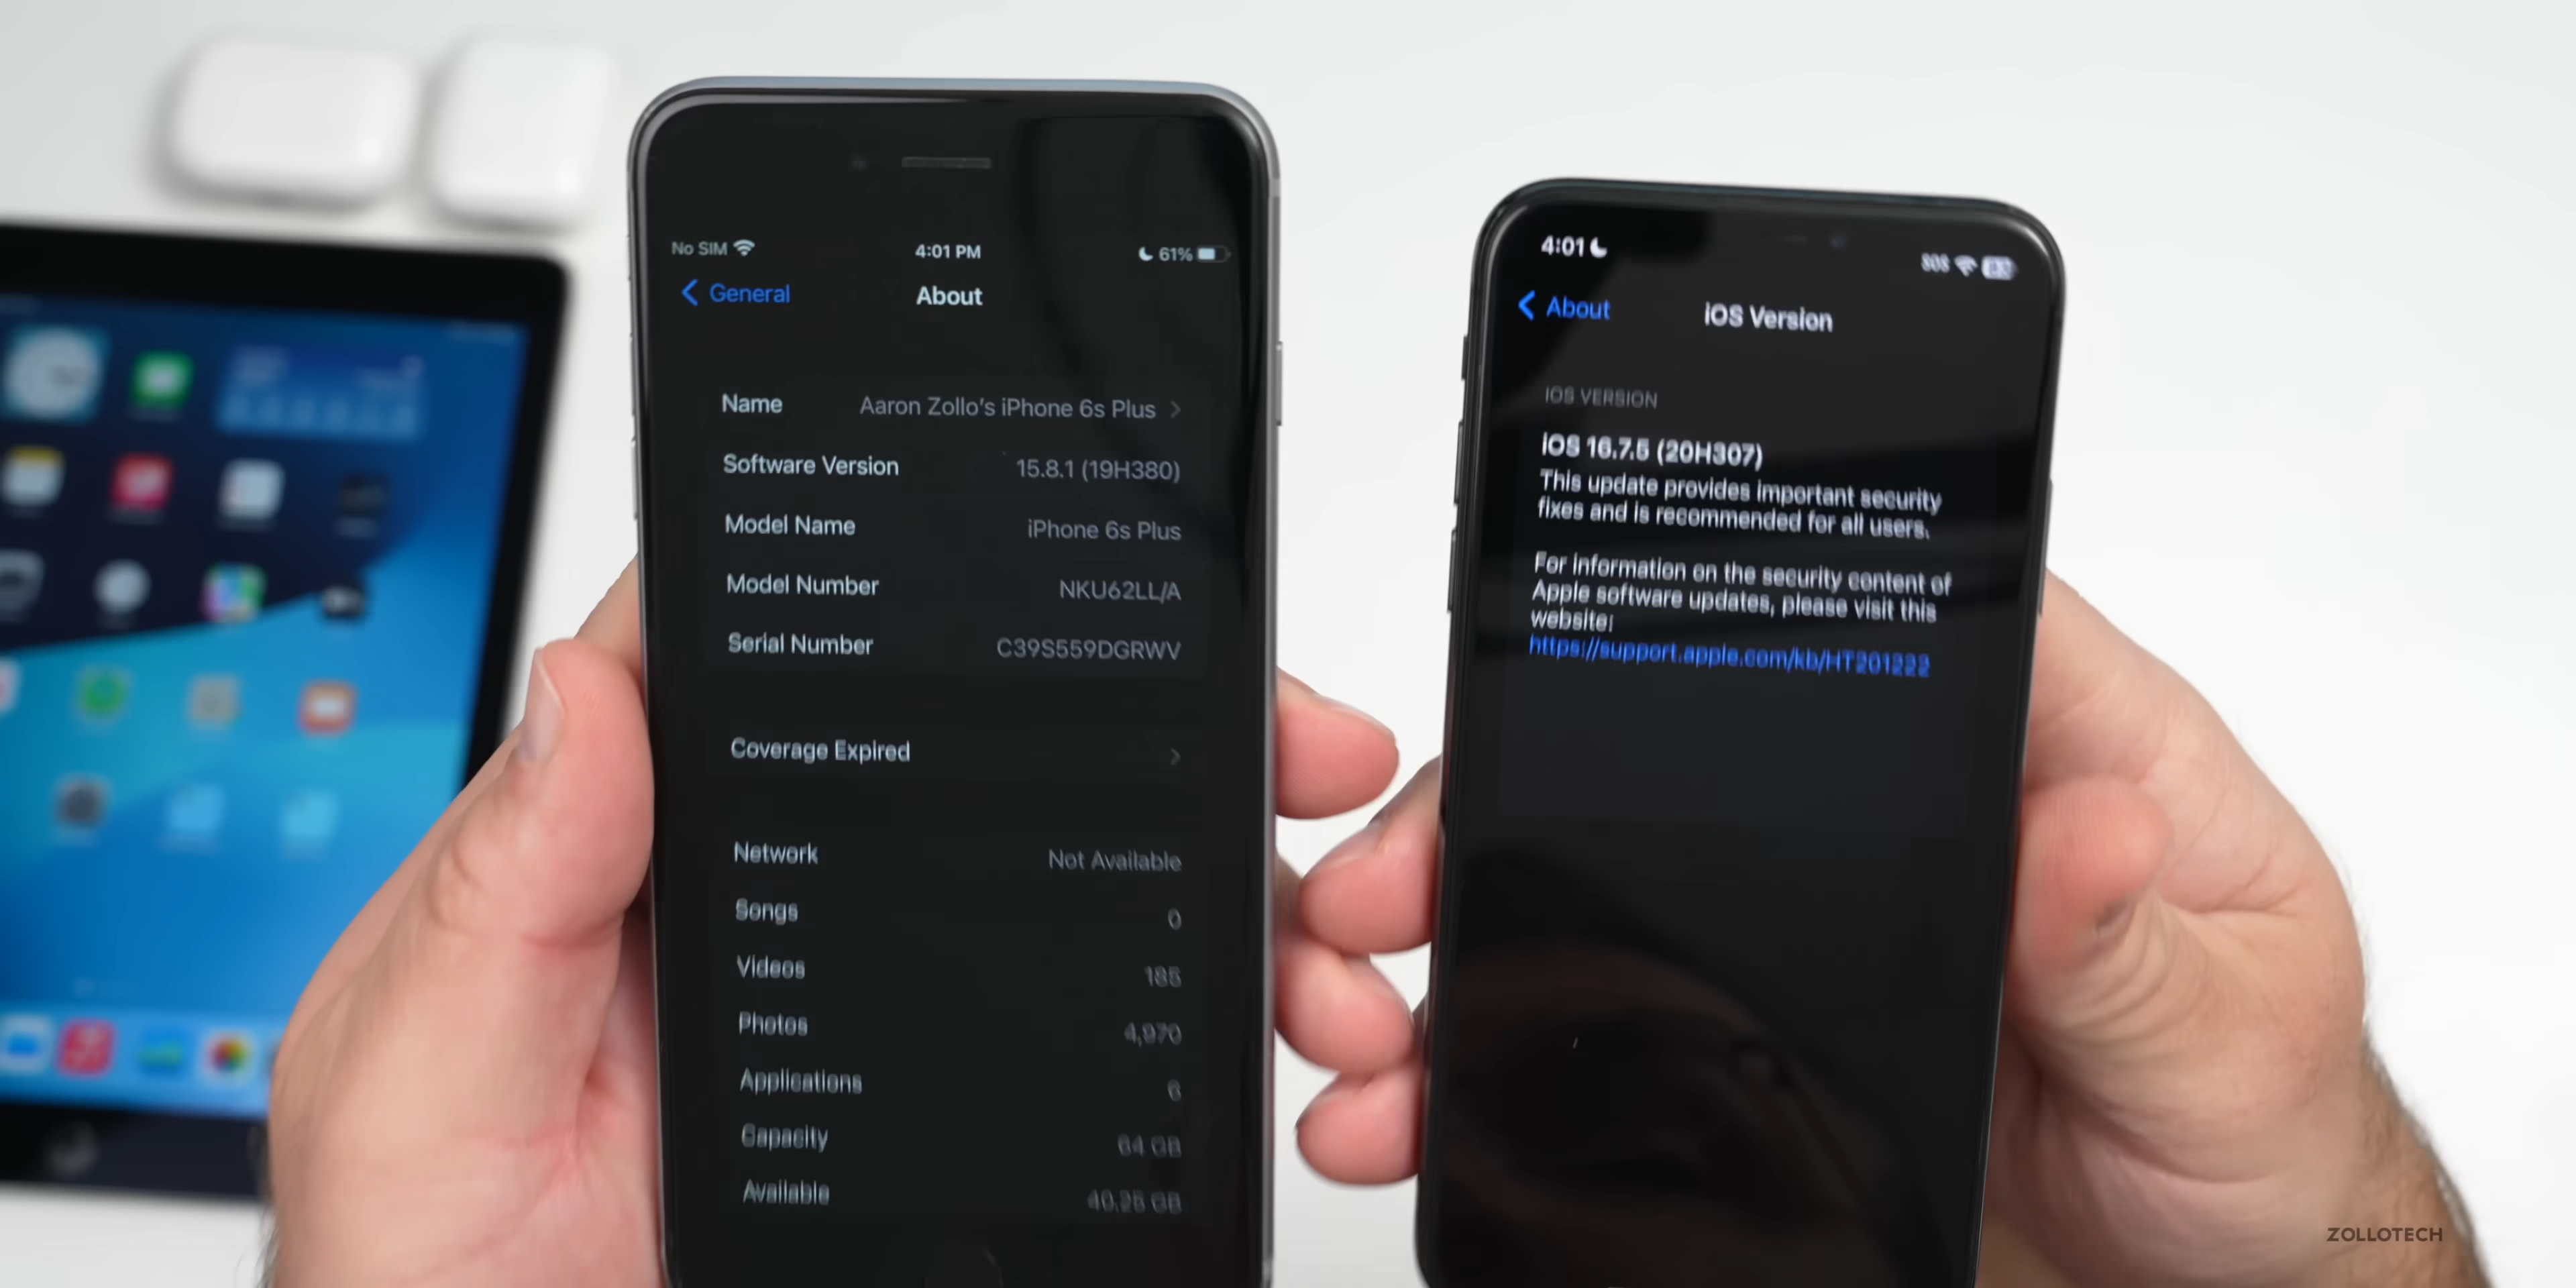 No SIM
4:01 PM
61%
General
About
Name
Aaron Zollo’s iPhone 6s Plus
Software Version
15.8.1 (19H380)
Model Name
iPhone 6s Plus
Model Number
NKU62LL/A
Serial Number
C39S559DGRWV
Coverage Expired
Network
Not Available
Songs
0
Videos
185
Photos
4,970
Applications
6
Capacity
64 GB
Available
40.25 GB
4:01
SOS
About
iOS Version
IOS VERSION
iOS 16.7.5 (20H307)
This update provides important security
fixes and is recommended for all users.
For information on the security content of
Apple software updates, please visit this
website:
https://support.apple.com/kb/HT201222
ZOLLOTECH